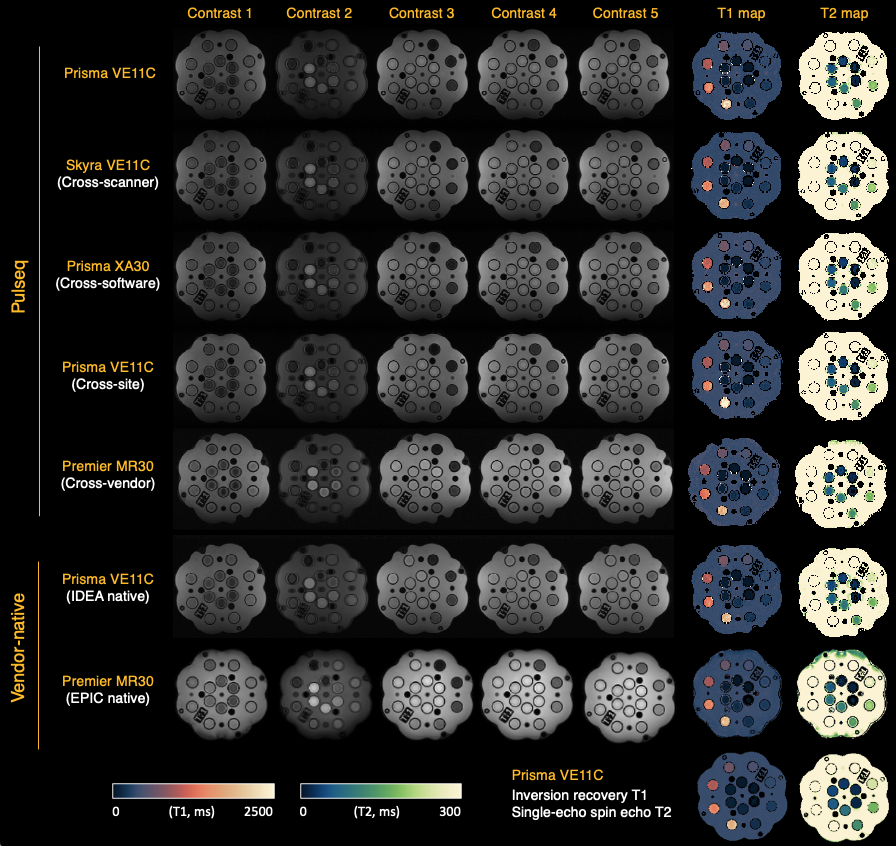 Contrast 1 Contrast 2 Contrast 3 Contrast 4 Contrast 5 T1 map T2 map
Pulseq
Prisma VE11C
Skyra VE11C
(Cross-scanner)
Prisma XA30
(Cross-software)
Prisma VE11C
(Cross-site)
Premier MR30
(Cross-vendor)
Vendor-native
Prisma VE11C
(IDEA native)
Premier MR30
(EPIC native)
0 (T1, ms) 2500
0 (T2, ms) 300
Prisma VE11C
Inversion recovery T1
Single-echo spin echo T2